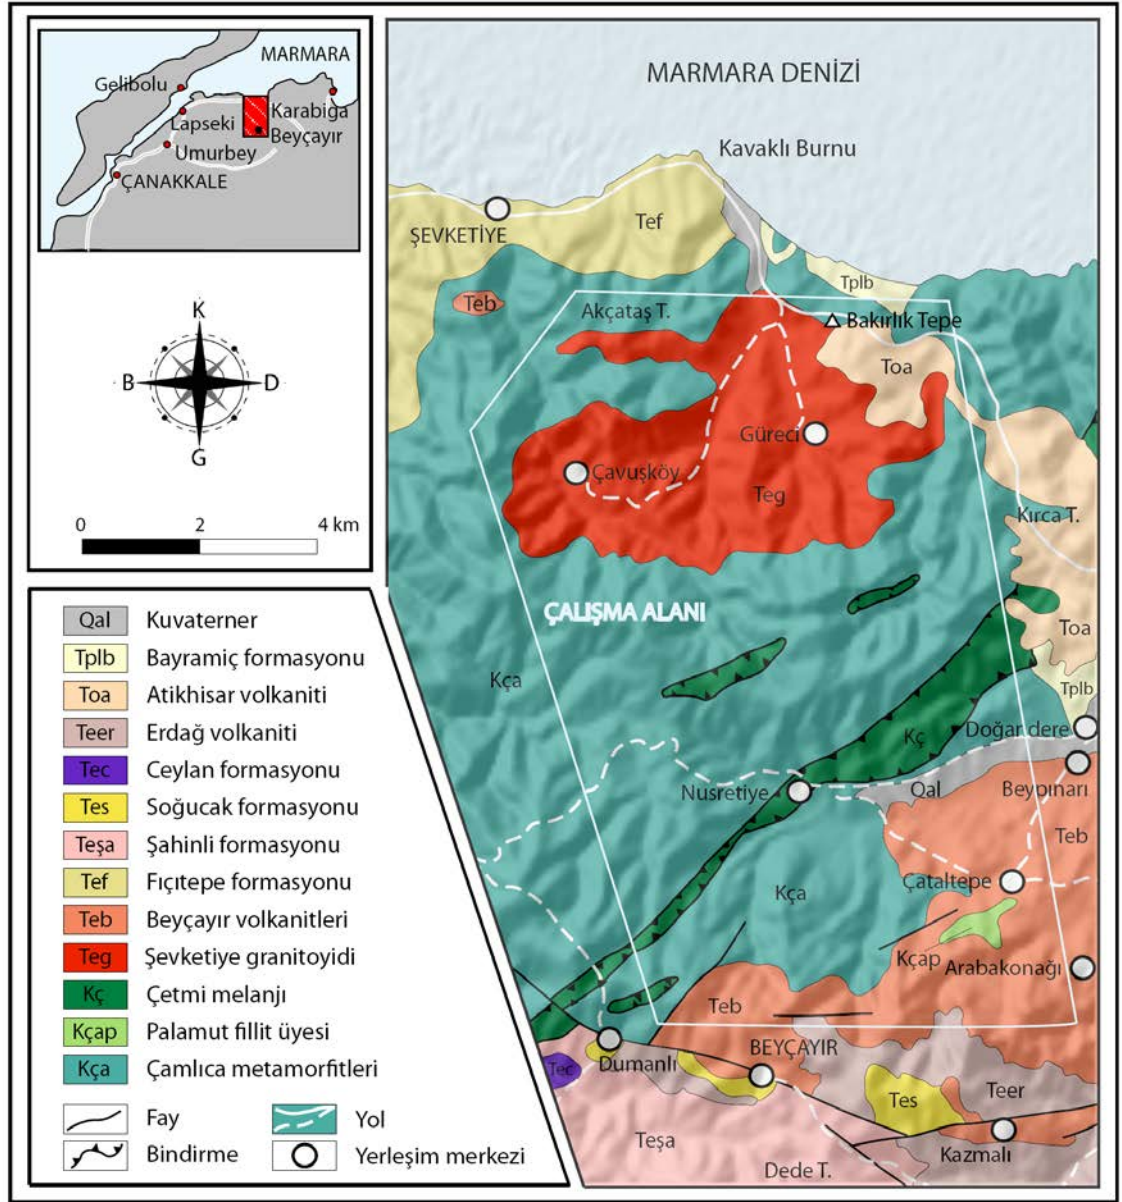 MARMARA
Gelibolu
Karabiga
Lapseki
Beyçayır
Umurbey
ÇANAKKALE
K
B
D
G
0 2 4 km
Qal Kuvaterner
Tplb Bayramiç formasyonu
Toa Atikhisar volkaniti
Teer Erdağ volkaniti
Tec Ceylan formasyonu
Tes Soğucak formasyonu
Teşa Şahinli formasyonu
Tef Fıçıtepe formasyonu
Teb Beyçayır volkanitleri
Teg Şevketiye granitoyidi
Kç Çetmi melanjı
Kçap Palamut fillit üyesi
Kça Çamlıca metamorfitleri
Fay
Yol
Bindirme
Yerleşim merkezi
MARMARA DENİZİ
Kavaklı Burnu
Tef
ŞEVKETİYE
Tplb
Teb
Akçataş T.
Bakırlık Tepe
Toa
Güreci
Çavuşköy
Teg
Kırca T.
ÇALIŞMA ALANI
Toa
Kça
Tplb
Kç
Doğar dere
Nusretiye
Qal
Beypınarı
Teb
Çataltepe
Kça
Kçap
Arabakonağı
Teb
BEYÇAYIR
Dumanlı
Tec
Teer
Tes
Teşa
Kazmalı
Dede T.